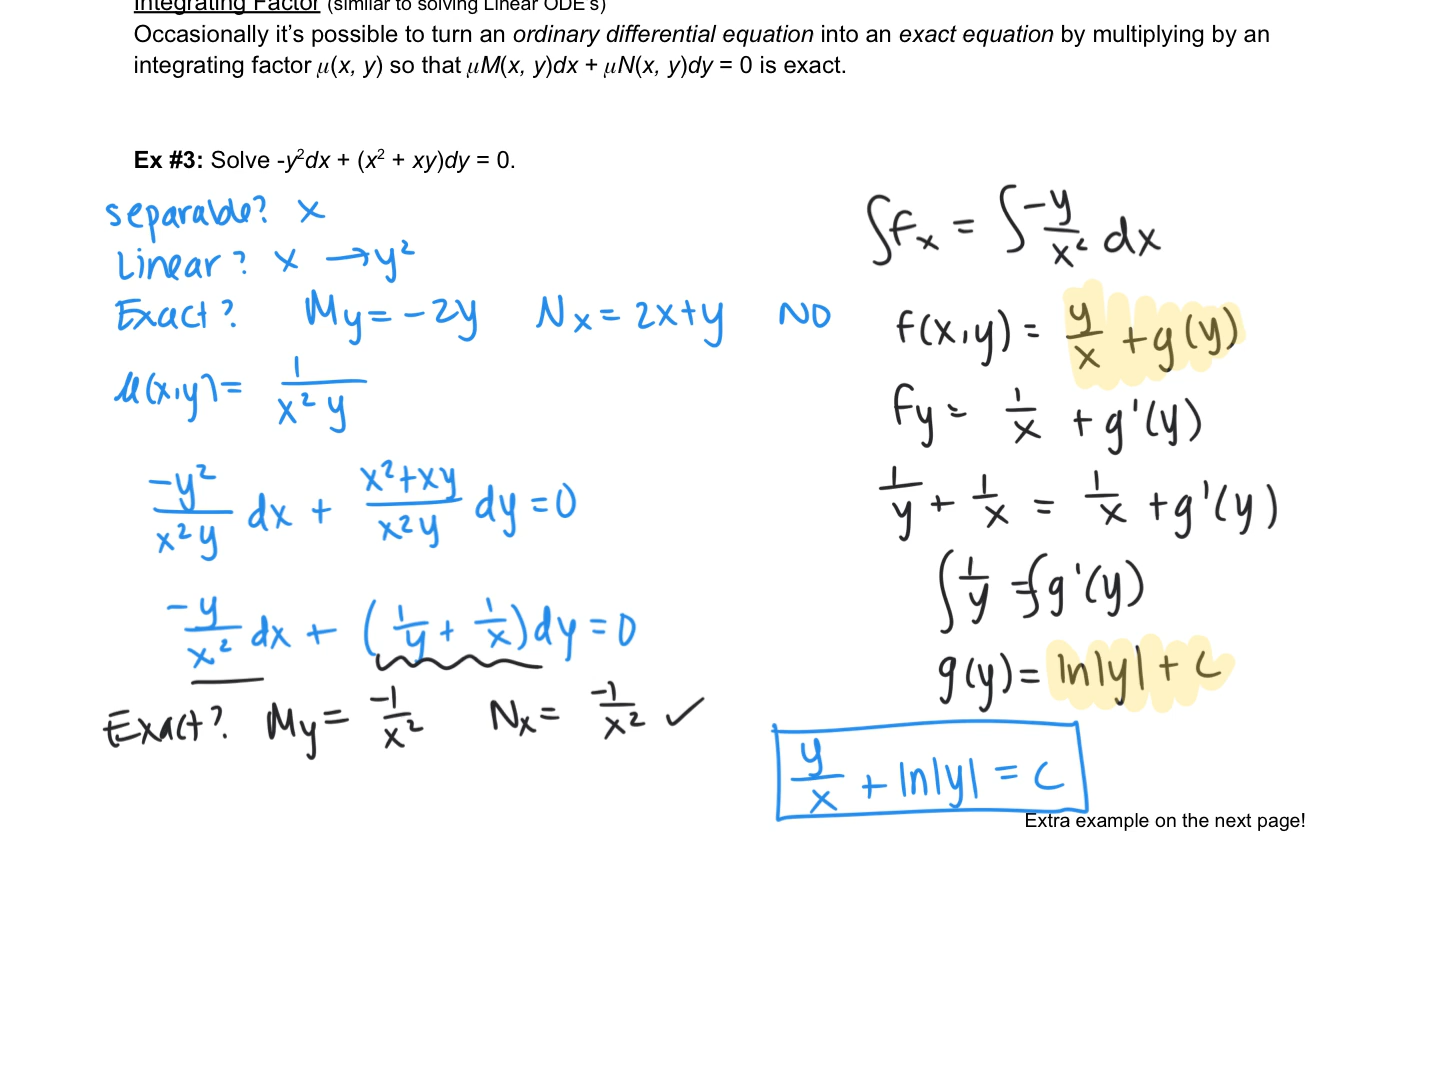 Integrating Factor (similar to solving Linear ODE's)
Occasionally it's possible to turn an ordinary differential equation into an exact equation by multiplying by an
integrating factor μ(x, y) so that μM(x, y)dx + μN(x, y)dy = 0 is exact.
Ex #3: Solve -y²dx + (x² + xy)dy = 0.
separable? x
Linear? x → y²
Exact? My = -2y Nx = 2x+y NO
μ(x,y) = 1/(x²y)
-y²/(x²y) dx + (x²+xy)/(x²y) dy = 0
-y/x² dx + (1/y + 1/x)dy = 0
Exact? My = -1/x² Nx = -1/x² ✓
∫fx = ∫-y/x² dx
f(x,y) = y/x + g(y)
fy = 1/x + g'(y)
1/y + 1/x = 1/x + g'(y)
∫1/y = ∫g'(y)
g(y) = ln|y| + c
y/x + ln|y| = c
Extra example on the next page!